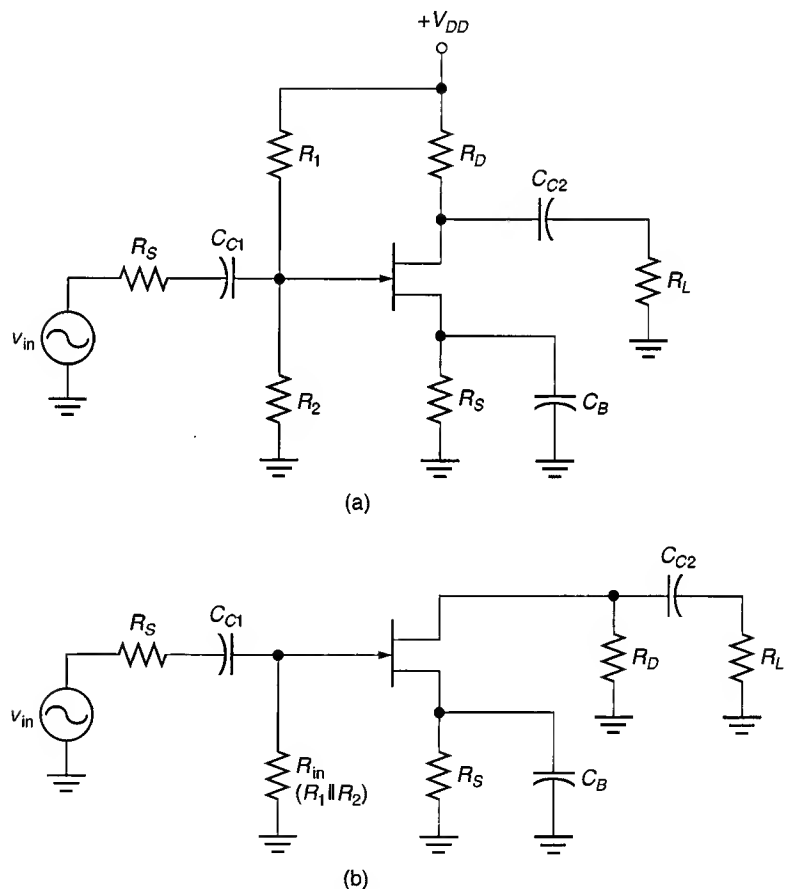 +V_DD
R_1
R_D
C_C2
R_S
C_C1
R_L
v_in
R_2
R_S
C_B
(a)
C_C2
R_S
C_C1
R_D
R_L
v_in
R_in
(R_1 || R_2)
R_S
C_B
(b)